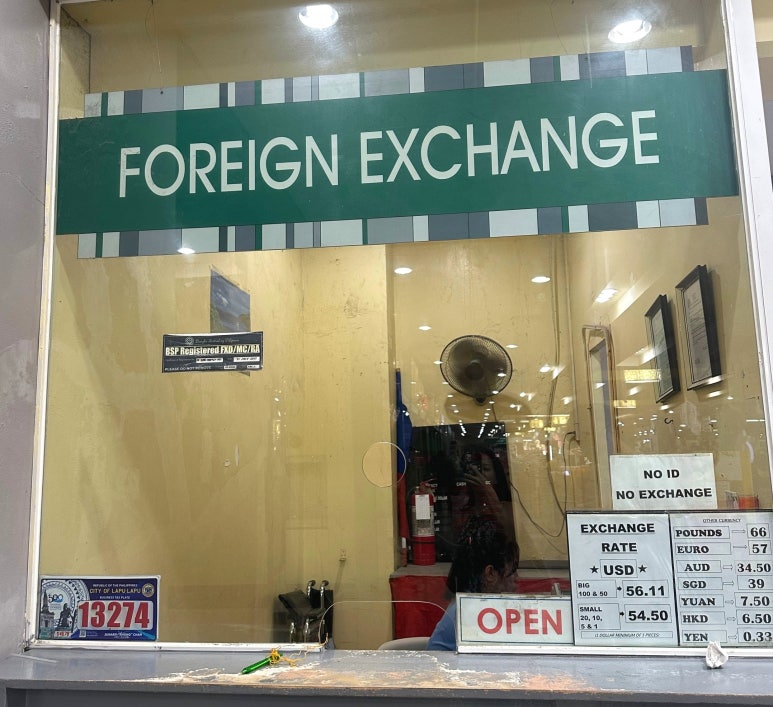 FOREIGN EXCHANGE
BSP Registered FXD/MC/RA
PLEASE DO NOT REMOVE
NO ID
NO EXCHANGE
EXCHANGE
RATE
★ USD ★
BIG
100 & 50 56.11
SMALL
20, 10,
5 & 1
54.50
OTHER CURRENCY
POUNDS 66
EURO 57
AUD 34.50
SGD 39
YUAN 7.50
HKD 6.50
YEN 0.33
OPEN
REPUBLIC OF THE PHILIPPINES
CITY OF LAPU LAPU
BUSINESS TAX PLATE
13274